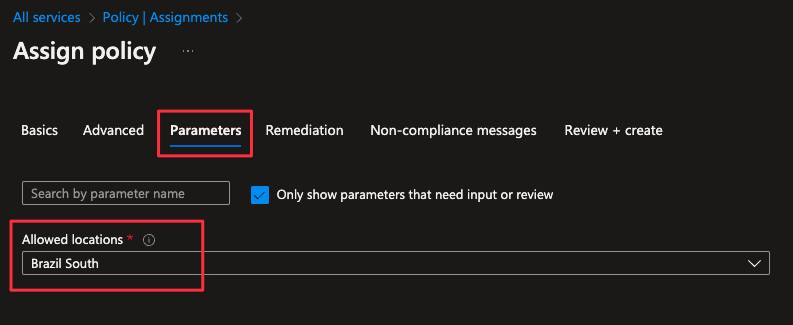 All services > Policy | Assignments >
Assign policy ...
Basics Advanced Parameters Remediation Non-compliance messages Review + create
Search by parameter name Only show parameters that need input or review
Allowed locations *
Brazil South